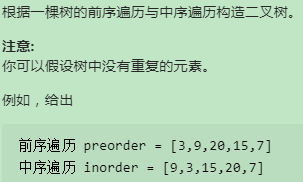 根据一棵树的前序遍历与中序遍历构造二叉树。
注意:
你可以假设树中没有重复的元素。
例如，给出
前序遍历 preorder = [3,9,20,15,7]
中序遍历 inorder = [9,3,15,20,7]